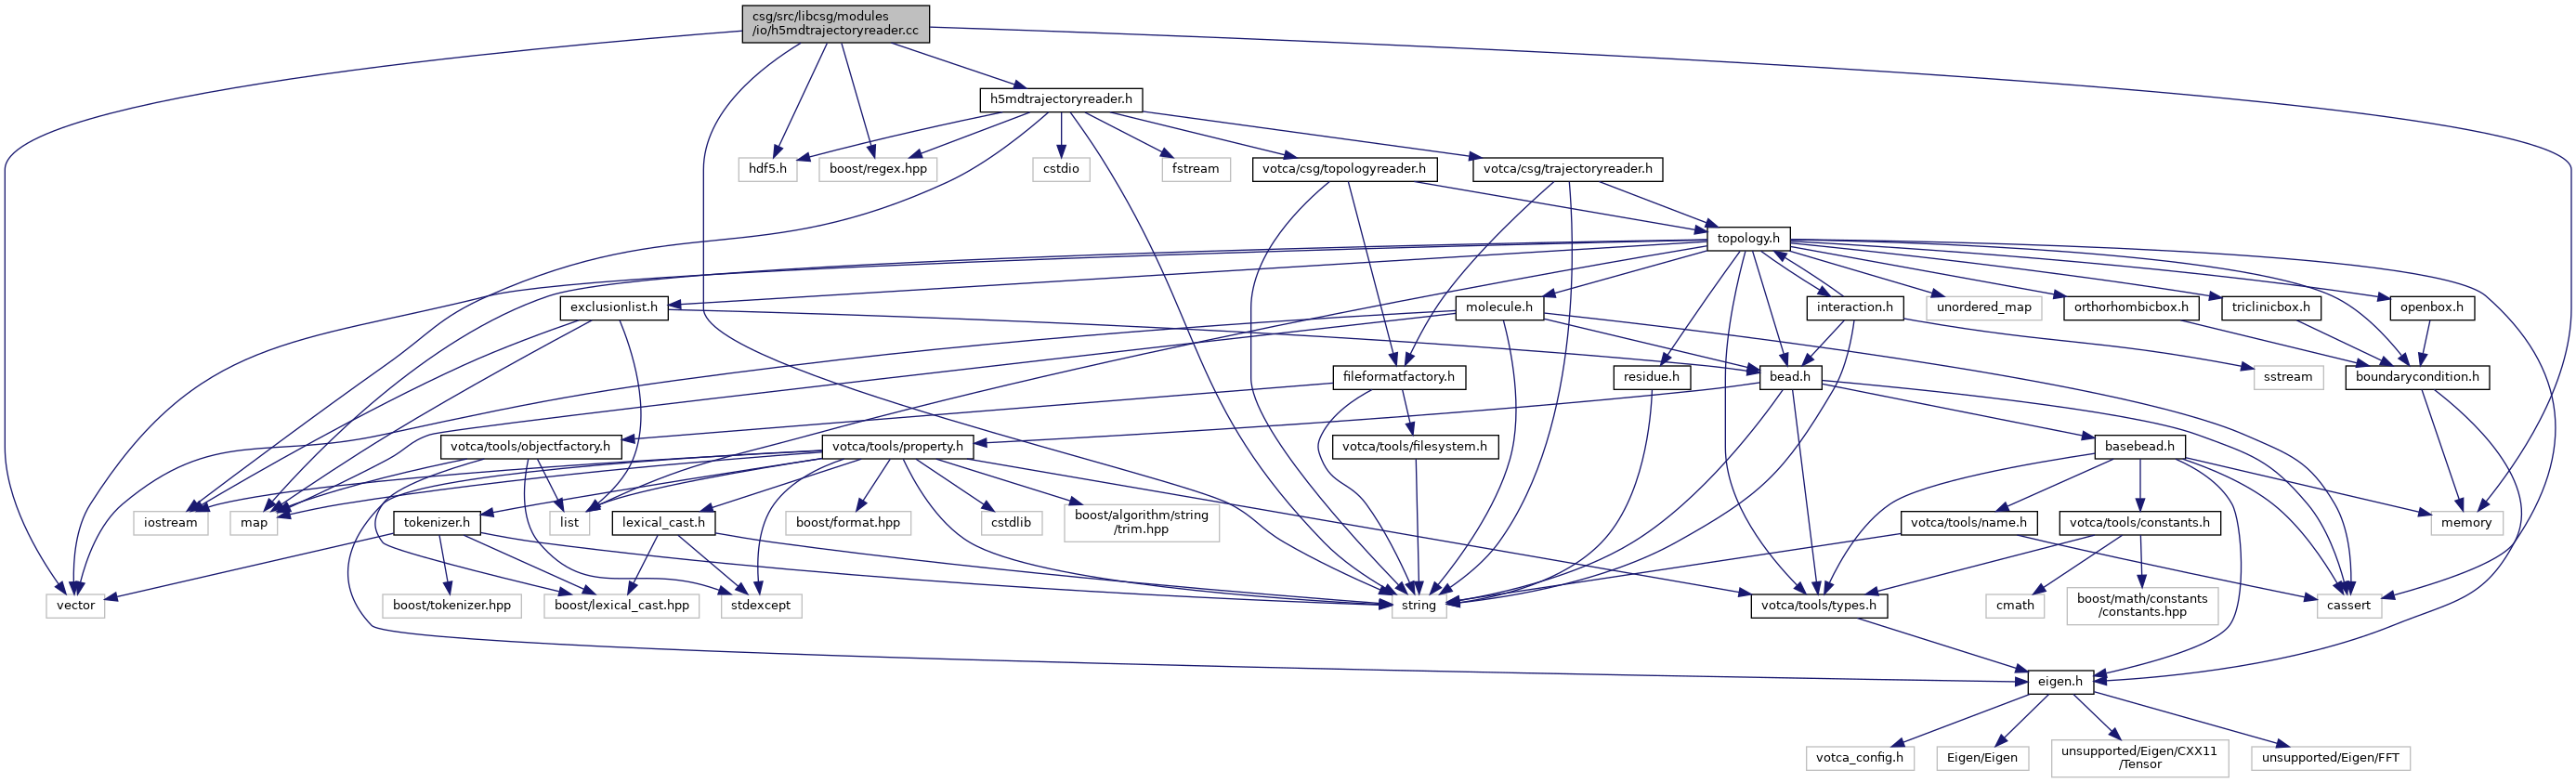 csg/src/libcsg/modules
/io/h5mdtrajectoryreader.cc
h5mdtrajectoryreader.h
hdf5.h
boost/regex.hpp
cstdio
fstream
votca/csg/topologyreader.h
votca/csg/trajectoryreader.h
topology.h
exclusionlist.h
molecule.h
interaction.h
unordered_map
orthorhombicbox.h
triclinicbox.h
openbox.h
fileformatfactory.h
residue.h
bead.h
sstream
boundarycondition.h
votca/tools/objectfactory.h
votca/tools/property.h
votca/tools/filesystem.h
basebead.h
iostream
map
tokenizer.h
list
lexical_cast.h
boost/format.hpp
cstdlib
boost/algorithm/string
/trim.hpp
votca/tools/name.h
votca/tools/constants.h
memory
vector
boost/tokenizer.hpp
boost/lexical_cast.hpp
stdexcept
string
votca/tools/types.h
cmath
boost/math/constants
/constants.hpp
cassert
eigen.h
votca_config.h
Eigen/Eigen
unsupported/Eigen/CXX11
/Tensor
unsupported/Eigen/FFT